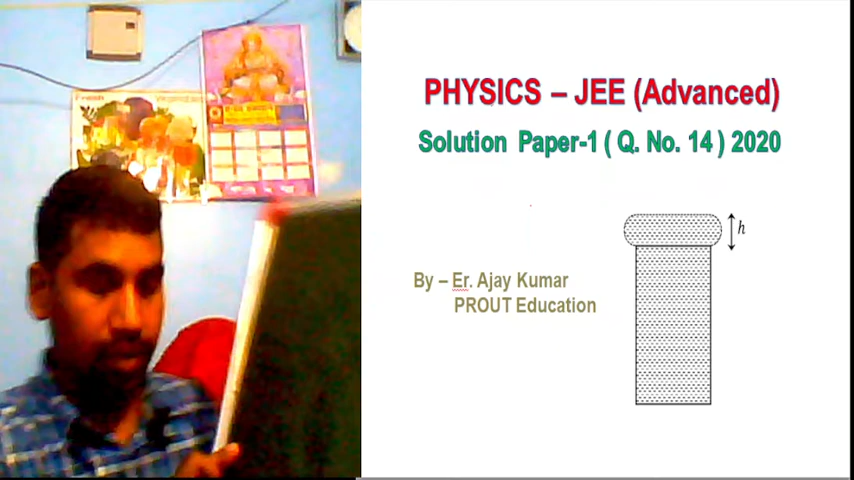 PHYSICS – JEE (Advanced)
Solution Paper-1 ( Q. No. 14 ) 2020
h
By – Er. Ajay Kumar
PROUT Education